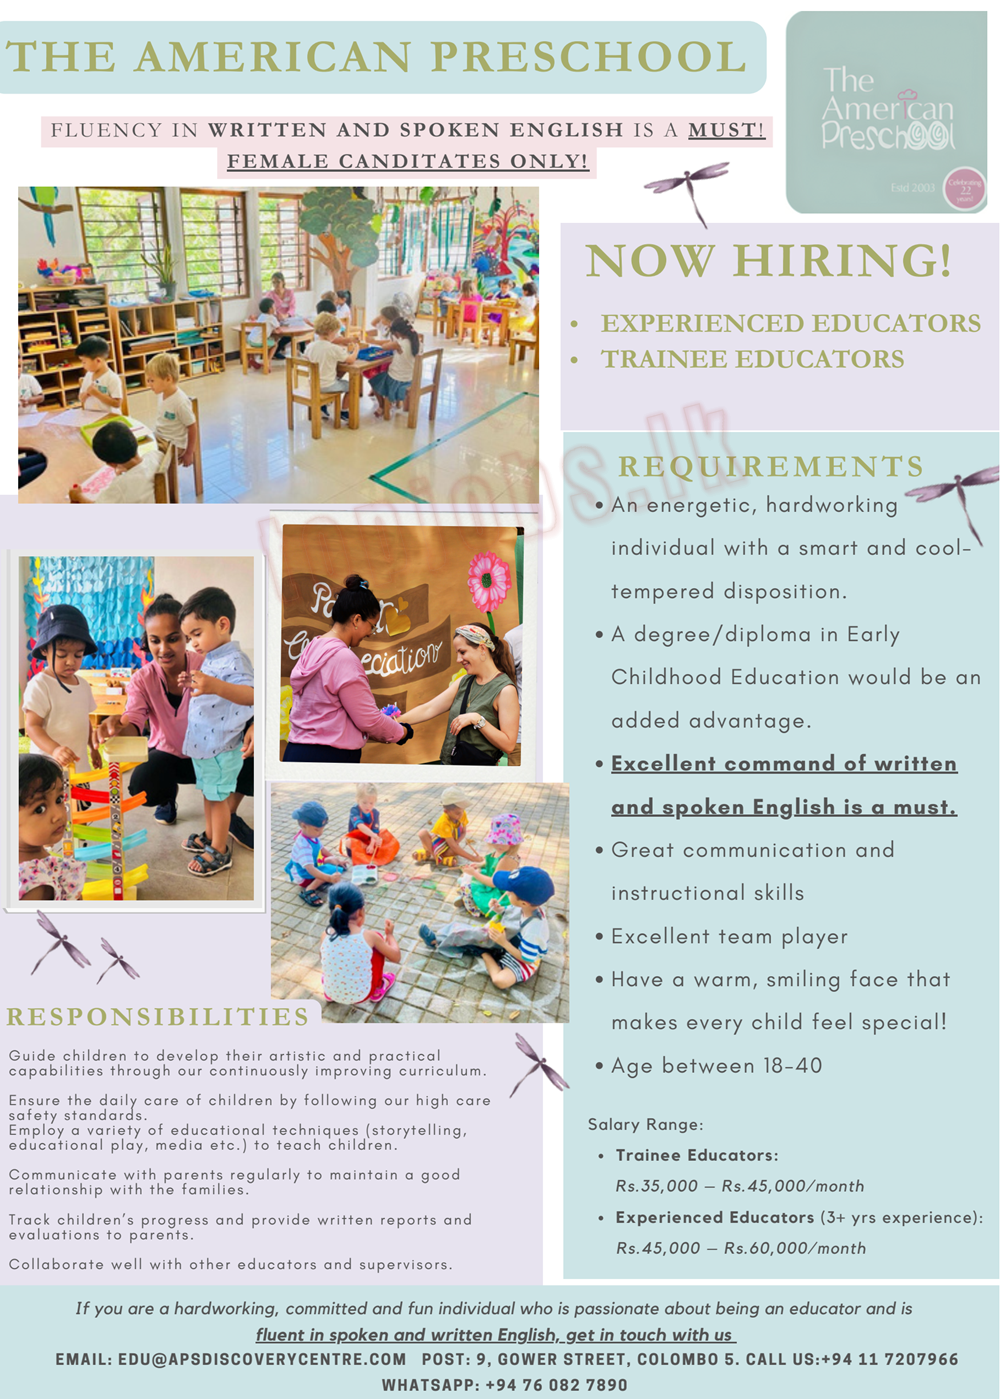 THE AMERICAN PRESCHOOL
The
American
Preschool
Estd 2003
Celebrating
22
years!
FLUENCY IN WRITTEN AND SPOKEN ENGLISH IS A MUST!
FEMALE CANDITATES ONLY!
NOW HIRING!
• EXPERIENCED EDUCATORS
• TRAINEE EDUCATORS
REQUIREMENTS
• An energetic, hardworking
individual with a smart and cool-
tempered disposition.
• A degree/diploma in Early
Childhood Education would be an
added advantage.
• Excellent command of written
and spoken English is a must.
• Great communication and
instructional skills
• Excellent team player
• Have a warm, smiling face that
makes every child feel special!
• Age between 18-40
Salary Range:
• Trainee Educators:
Rs.35,000 – Rs.45,000/month
• Experienced Educators (3+ yrs experience):
Rs.45,000 – Rs.60,000/month
RESPONSIBILITIES
Guide children to develop their artistic and practical
capabilities through our continuously improving curriculum.
Ensure the daily care of children by following our high care
safety standards.
Employ a variety of educational techniques (storytelling,
educational play, media etc.) to teach children.
Communicate with parents regularly to maintain a good
relationship with the families.
Track children's progress and provide written reports and
evaluations to parents.
Collaborate well with other educators and supervisors.
If you are a hardworking, committed and fun individual who is passionate about being an educator and is
fluent in spoken and written English, get in touch with us
EMAIL: EDU@APSDISCOVERYCENTRE.COM POST: 9, GOWER STREET, COLOMBO 5. CALL US:+94 11 7207966
WHATSAPP: +94 76 082 7890